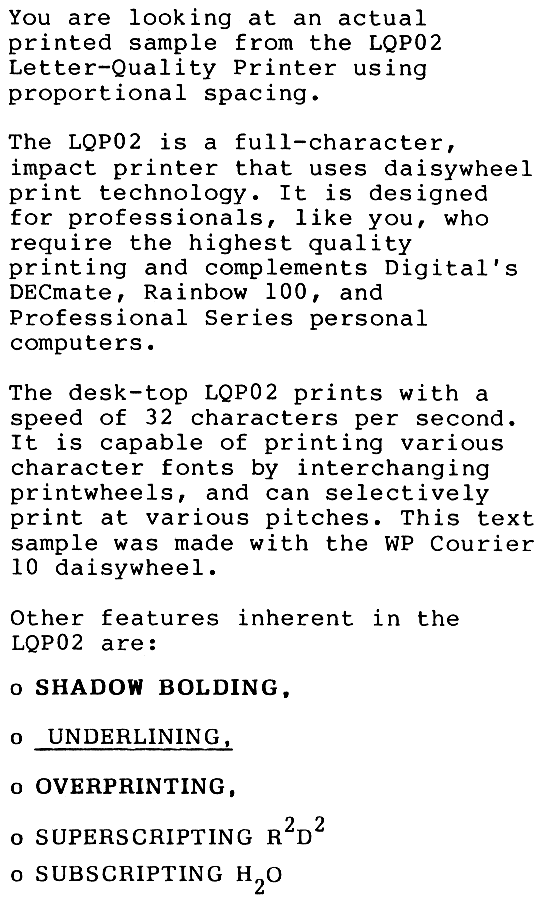 You are looking at an actual
printed sample from the LQP02
Letter-Quality Printer using
proportional spacing.
The LQP02 is a full-character,
impact printer that uses daisywheel
print technology. It is designed
for professionals, like you, who
require the highest quality
printing and complements Digital's
DECmate, Rainbow 100, and
Professional Series personal
computers.
The desk-top LQP02 prints with a
speed of 32 characters per second.
It is capable of printing various
character fonts by interchanging
printwheels, and can selectively
print at various pitches. This text
sample was made with the WP Courier
10 daisywheel.
Other features inherent in the
LQP02 are:
o SHADOW BOLDING,
o UNDERLINING,
o OVERPRINTING,
o SUPERSCRIPTING R²D²
o SUBSCRIPTING H₂O